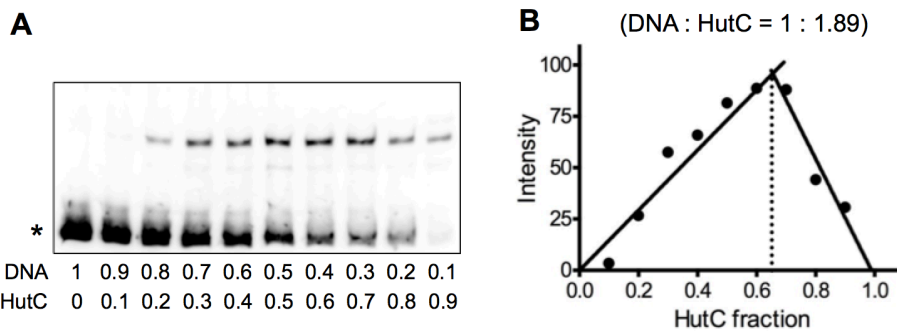 A
*
DNA 1 0.9 0.8 0.7 0.6 0.5 0.4 0.3 0.2 0.1
HutC 0 0.1 0.2 0.3 0.4 0.5 0.6 0.7 0.8 0.9
B
(DNA : HutC = 1 : 1.89)
Intensity
100
75
50
25
0
0.0 0.2 0.4 0.6 0.8 1.0
HutC fraction